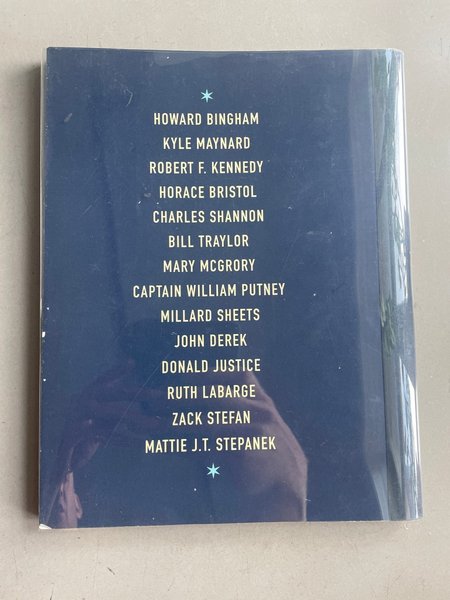 HOWARD BINGHAM
KYLE MAYNARD
ROBERT F. KENNEDY
HORACE BRISTOL
CHARLES SHANNON
BILL TRAYLOR
MARY MCGRORY
CAPTAIN WILLIAM PUTNEY
MILLARD SHEETS
JOHN DEREK
DONALD JUSTICE
RUTH LABARGE
ZACK STEFAN
MATTIE J.T. STEPANEK